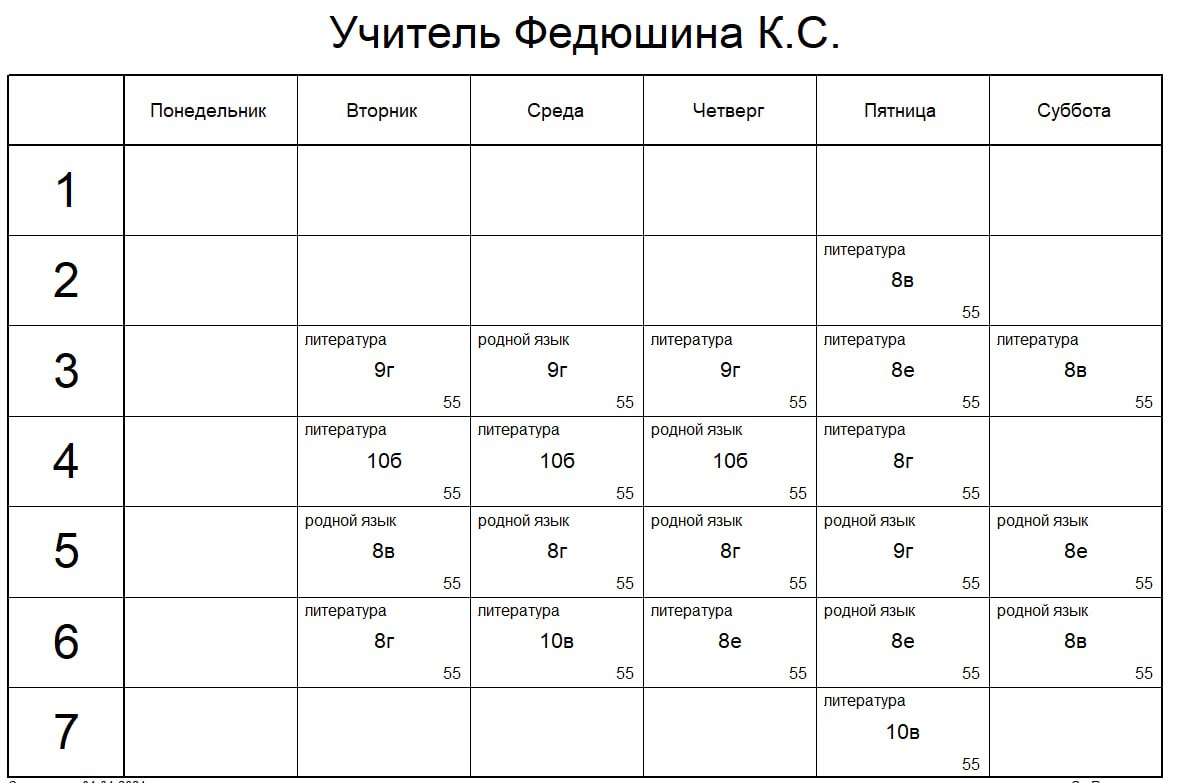 Учитель Федюшина К.С.
Понедельник Вторник Среда Четверг Пятница Суббота
1
2
литература
8в
55
3
литература родной язык литература литература литература
9г 9г 9г 8е 8в
55 55 55 55 55
4
литература литература родной язык литература
10б 10б 10б 8г
55 55 55 55
5
родной язык родной язык родной язык родной язык родной язык
8в 8г 8г 9г 8е
55 55 55 55 55
6
литература литература литература родной язык родной язык
8г 10в 8е 8е 8в
55 55 55 55 55
7
литература
10в
55